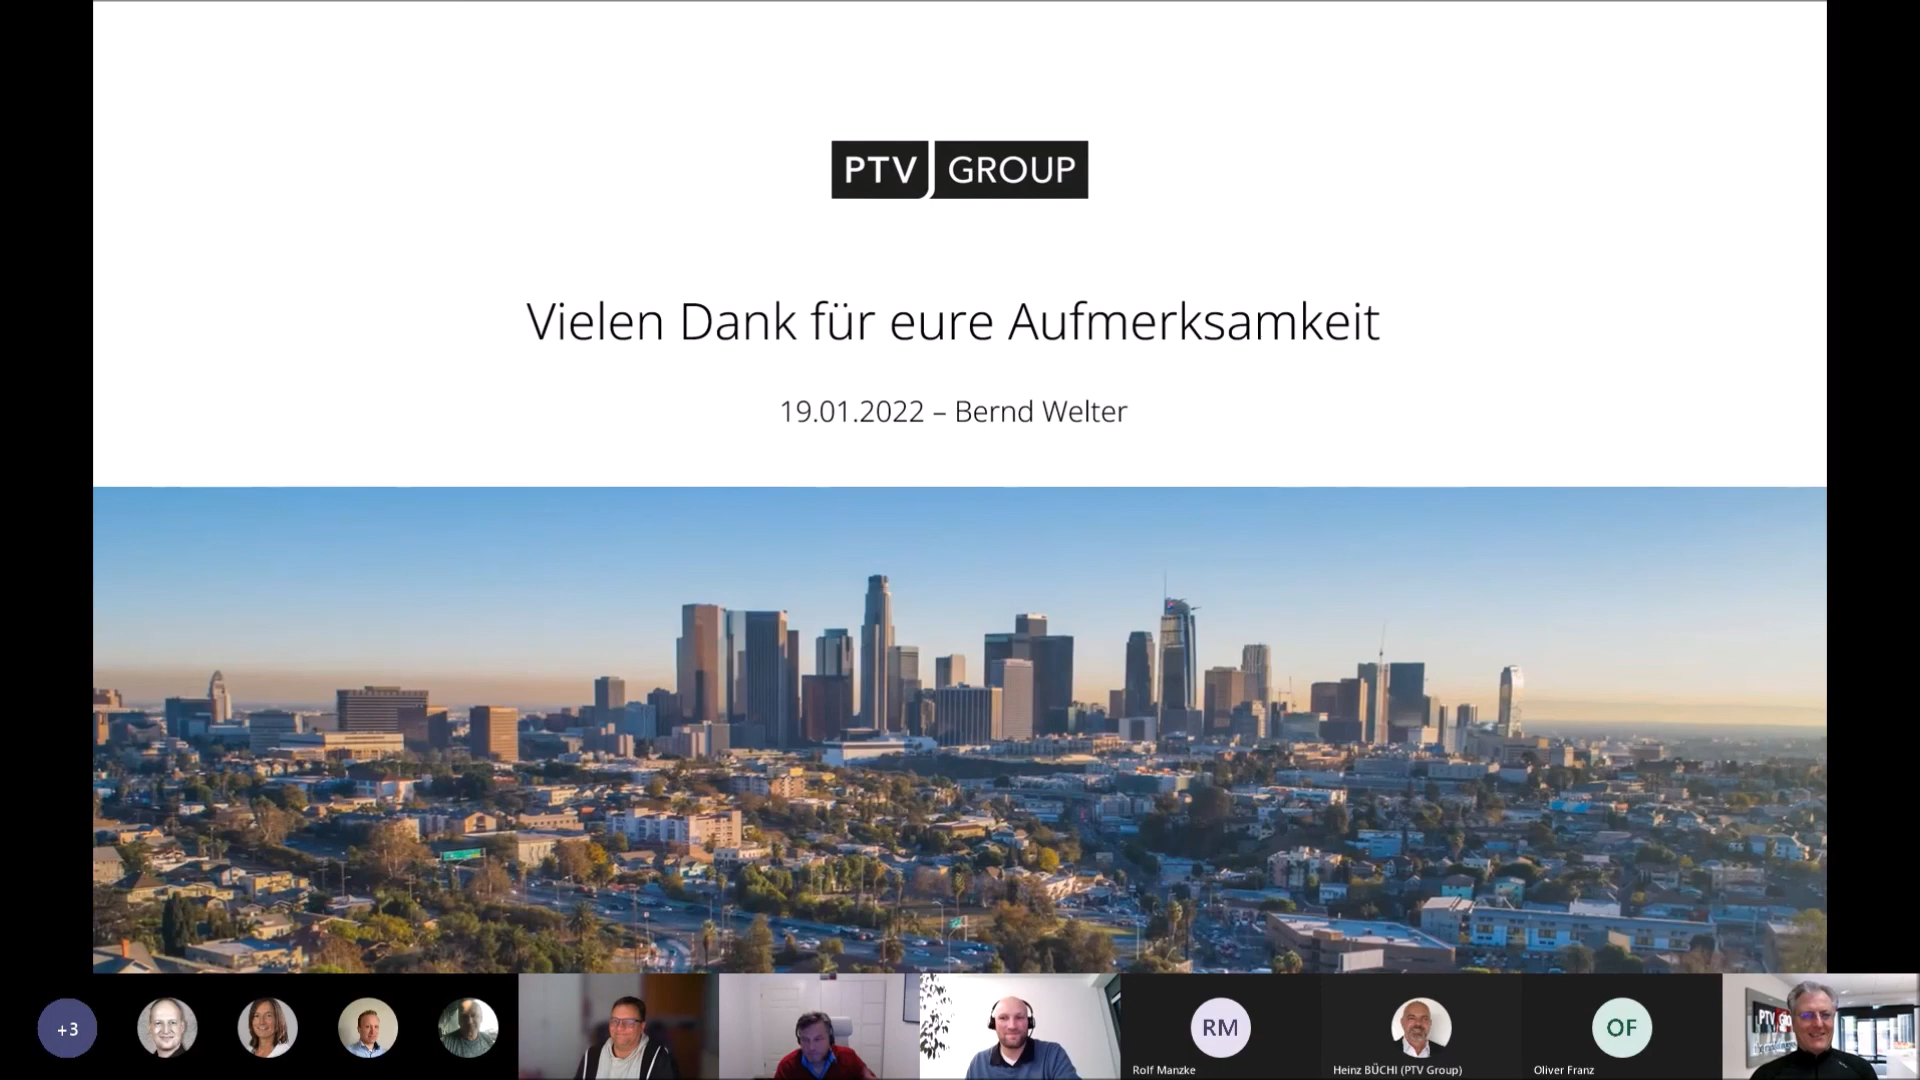 PTV GROUP
Vielen Dank für eure Aufmerksamkeit
19.01.2022 – Bernd Welter
+3
RM
OF
PTV
Rolf Manzke
Heinz BÜCHI (PTV Group)
Oliver Franz